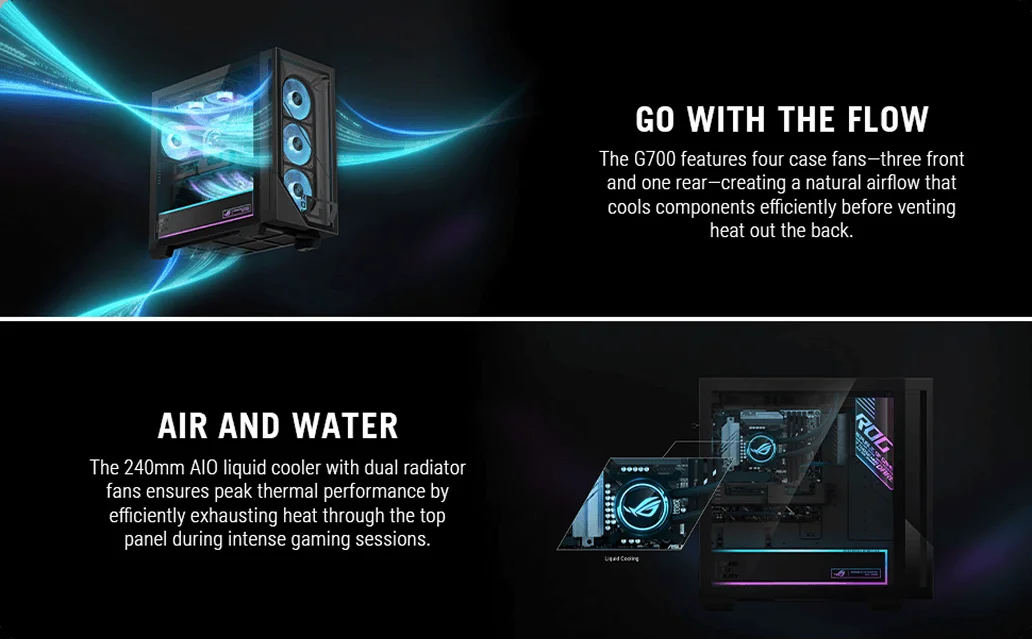 GO WITH THE FLOW
The G700 features four case fans—three front
and one rear—creating a natural airflow that
cools components efficiently before venting
heat out the back.
AIR AND WATER
The 240mm AIO liquid cooler with dual radiator
fans ensures peak thermal performance by
efficiently exhausting heat through the top
panel during intense gaming sessions.
ROG
Liquid Cooling